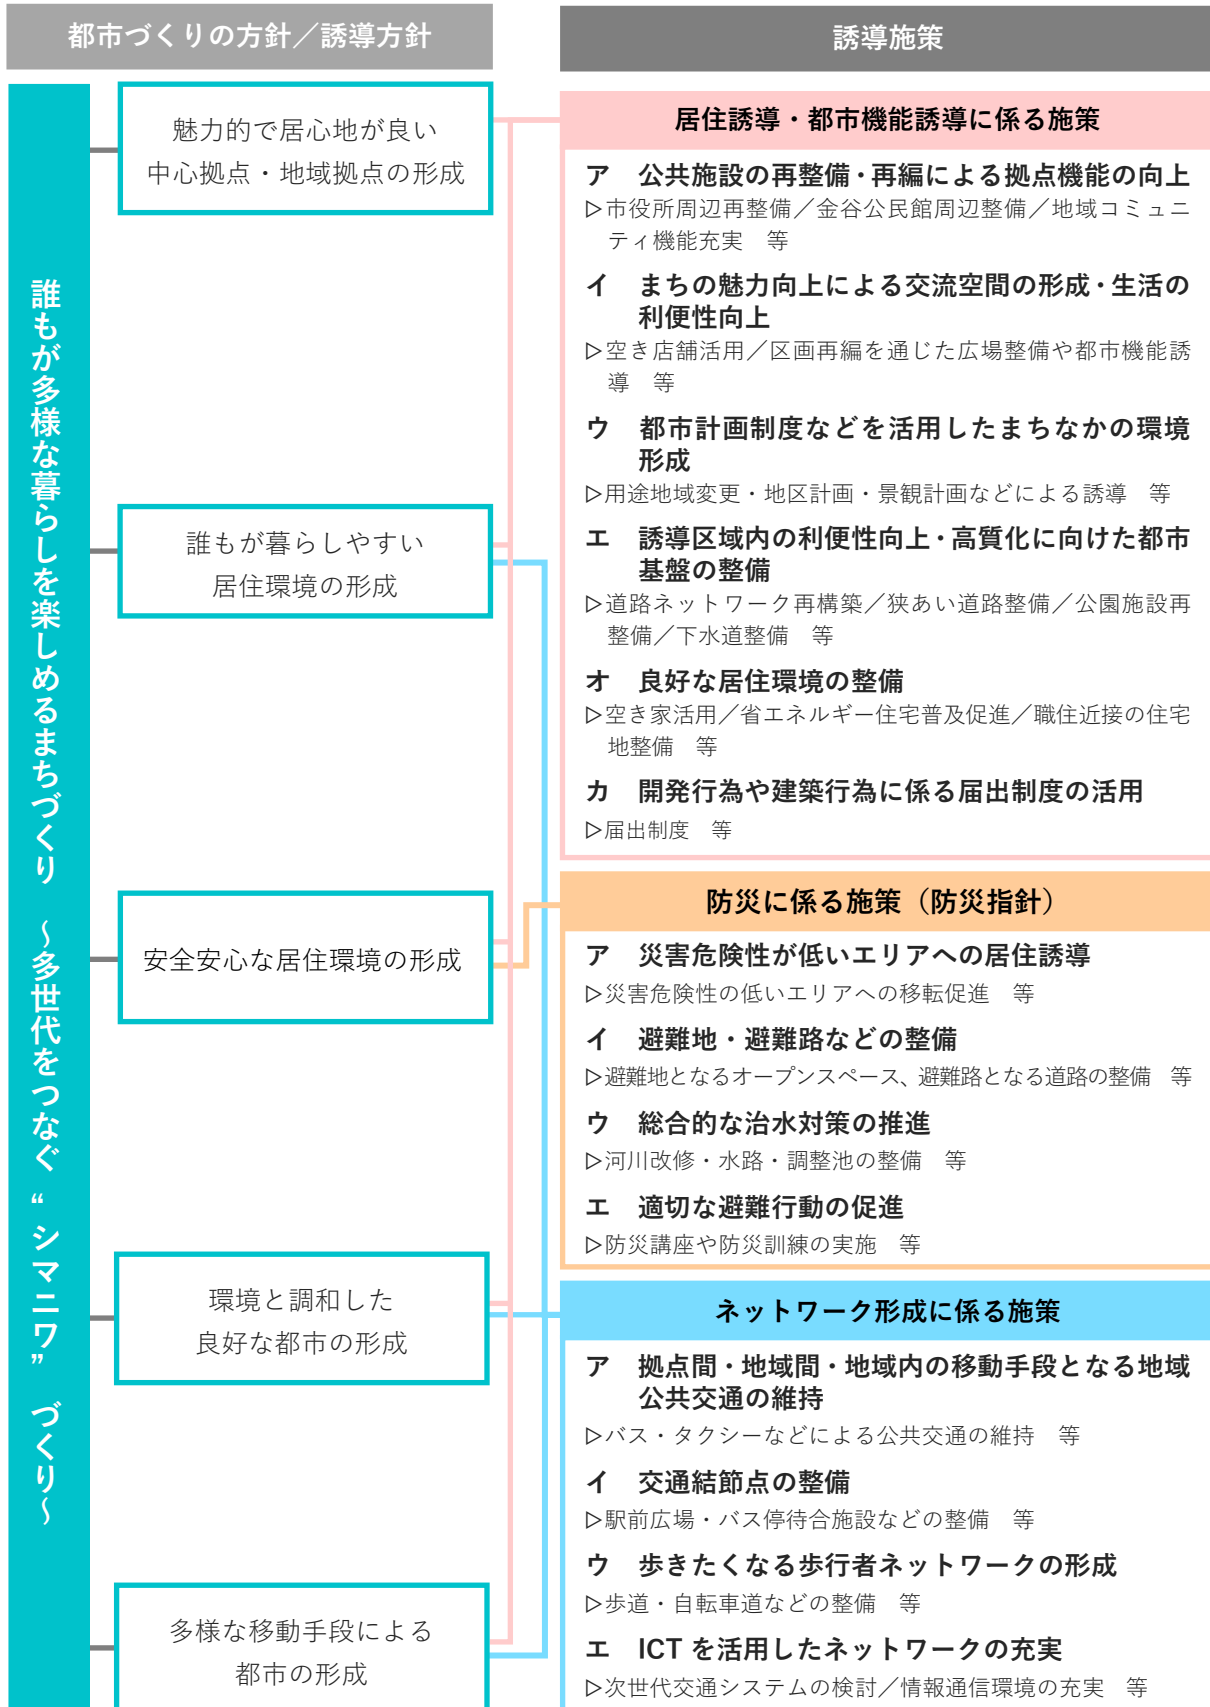 都市づくりの方針／誘導方針
誰もが多様な暮らしを楽しめるまちづくり ～多世代をつなぐ“シマニワ”づくり～
魅力的で居心地が良い
中心拠点・地域拠点の形成
誰もが暮らしやすい
居住環境の形成
安全安心な居住環境の形成
環境と調和した
良好な都市の形成
多様な移動手段による
都市の形成
誘導施策
居住誘導・都市機能誘導に係る施策
ア　公共施設の再整備・再編による拠点機能の向上
▷市役所周辺再整備／金谷公民館周辺整備／地域コミュニ
ティ機能充実　等
イ　まちの魅力向上による交流空間の形成・生活の
利便性向上
▷空き店舗活用／区画再編を通じた広場整備や都市機能誘
導　等
ウ　都市計画制度などを活用したまちなかの環境
形成
▷用途地域変更・地区計画・景観計画などによる誘導　等
エ　誘導区域内の利便性向上・高質化に向けた都市
基盤の整備
▷道路ネットワーク再構築／狭あい道路整備／公園施設再
整備／下水道整備　等
オ　良好な居住環境の整備
▷空き家活用／省エネルギー住宅普及促進／職住近接の住宅
地整備　等
カ　開発行為や建築行為に係る届出制度の活用
▷届出制度　等
防災に係る施策（防災指針）
ア　災害危険性が低いエリアへの居住誘導
▷災害危険性の低いエリアへの移転促進　等
イ　避難地・避難路などの整備
▷避難地となるオープンスペース、避難路となる道路の整備　等
ウ　総合的な治水対策の推進
▷河川改修・水路・調整池の整備　等
エ　適切な避難行動の促進
▷防災講座や防災訓練の実施　等
ネットワーク形成に係る施策
ア　拠点間・地域間・地域内の移動手段となる地域
公共交通の維持
▷バス・タクシーなどによる公共交通の維持　等
イ　交通結節点の整備
▷駅前広場・バス停待合施設などの整備　等
ウ　歩きたくなる歩行者ネットワークの形成
▷歩道・自転車道などの整備　等
エ　ICTを活用したネットワークの充実
▷次世代交通システムの検討／情報通信環境の充実　等